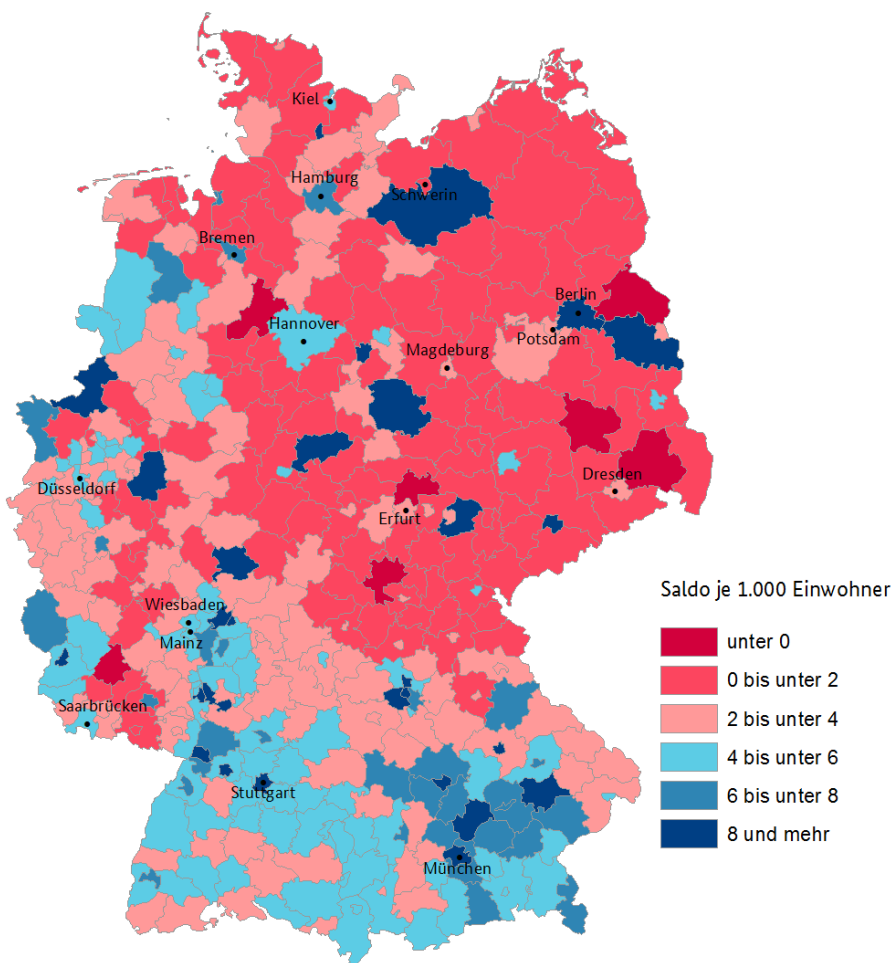 Kiel
Hamburg
Schwerin
Bremen
Berlin
Hannover
Potsdam
Magdeburg
Düsseldorf
Dresden
Erfurt
Wiesbaden
Mainz
Saarbrücken
Stuttgart
München
Saldo je 1.000 Einwohner
unter 0
0 bis unter 2
2 bis unter 4
4 bis unter 6
6 bis unter 8
8 und mehr